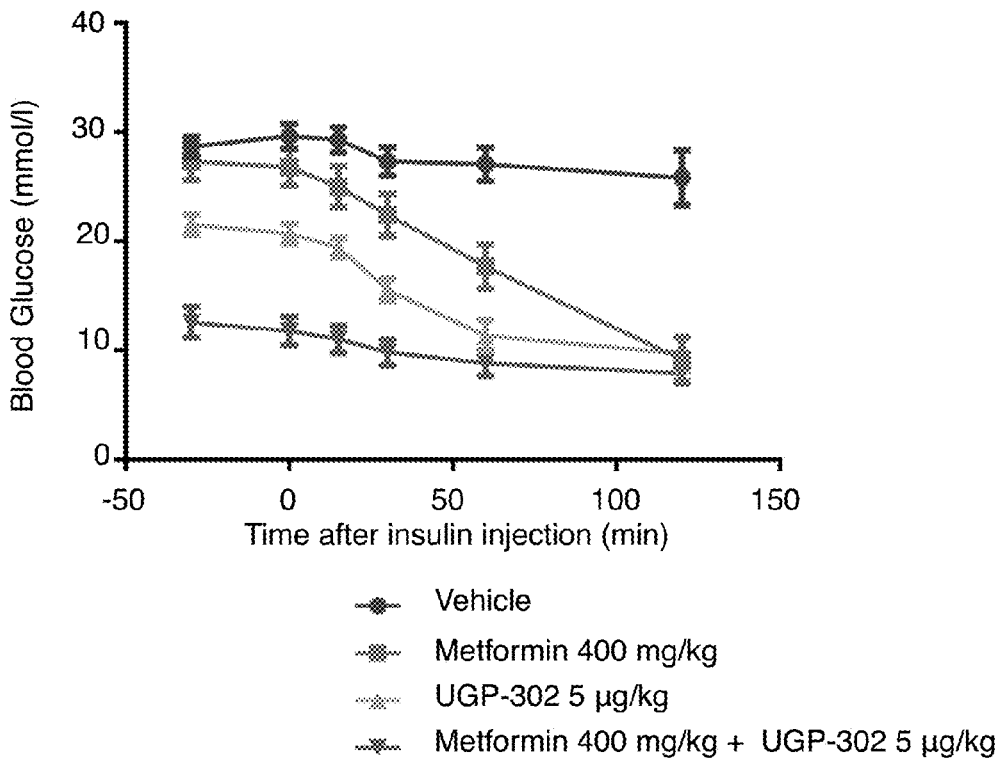 40
30
20
10
0
Blood Glucose (mmol/l)
-50 0 50 100 150
Time after insulin injection (min)
Vehicle
Metformin 400 mg/kg
UGP-302 5 µg/kg
Metformin 400 mg/kg + UGP-302 5 µg/kg